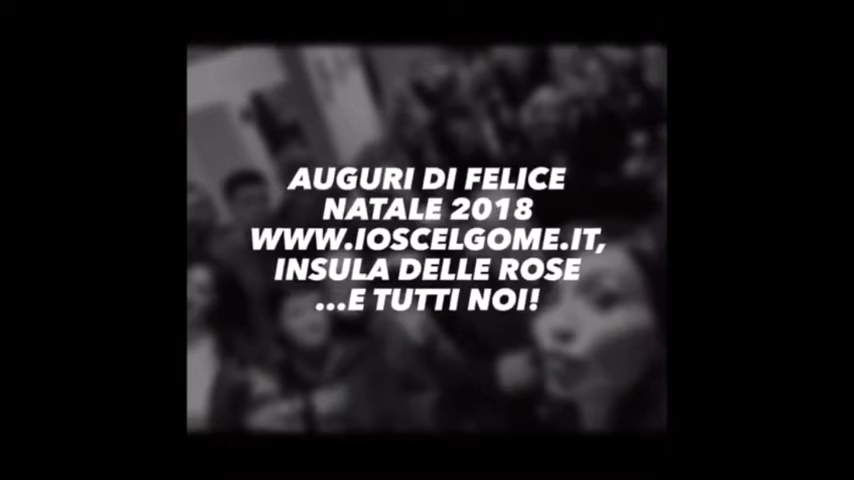 AUGURI DI FELICE
NATALE 2018
WWW.IOSCELGOME.IT,
INSULA DELLE ROSE
...E TUTTI NOI!